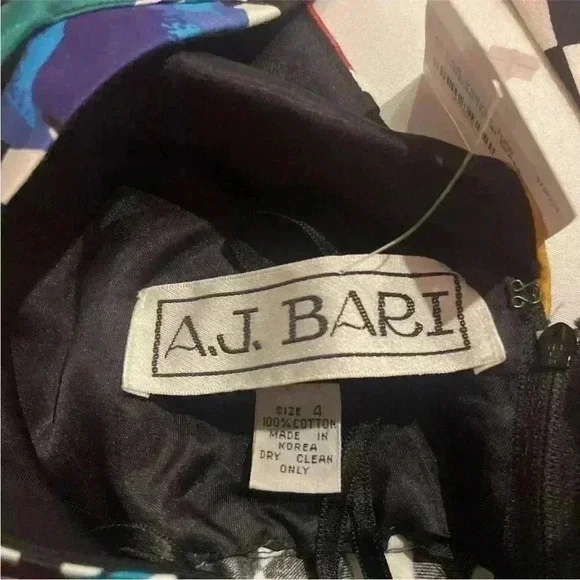 A.J. BARI
SIZE 4
100% COTTON
MADE IN
KOREA
DRY CLEAN
ONLY